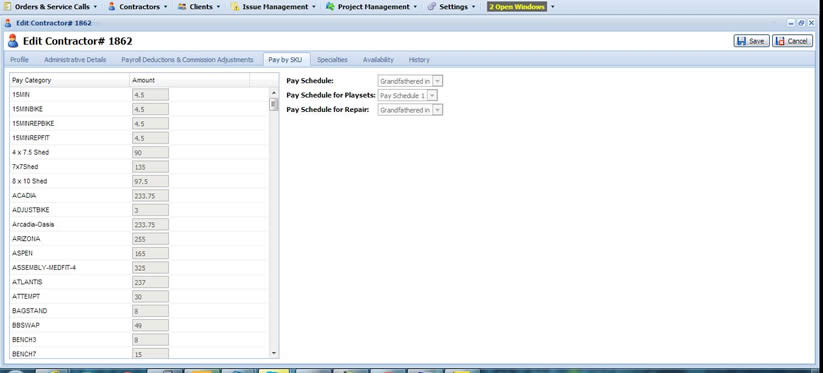 Orders & Service Calls Contractors Clients Issue Management Project Management Settings 2 Open Windows
Edit Contractor# 1862
Edit Contractor# 1862 Save Cancel
Profile Administrative Details Payroll Deductions & Commission Adjustments Pay by SKU Specialties Availability History
Pay Category Amount
15MIN 4.5
15MINBIKE 4.5
15MINREPBIKE 4.5
15MINREPFIT 4.5
4 x 7.5 Shed 90
7x7Shed 135
8 x 10 Shed 97.5
ACADIA 233.75
ADJUSTBIKE 3
Arcadia-Oasis 233.75
ARIZONA 255
ASPEN 165
ASSEMBLY-MEDFIT-4 325
ATLANTIS 237
ATTEMPT 30
BAGSTAND 8
BBSWAP 49
BENCH3 8
BENCH7 15
Pay Schedule: Grandfathered in
Pay Schedule for Playsets: Pay Schedule 1
Pay Schedule for Repair: Grandfathered in